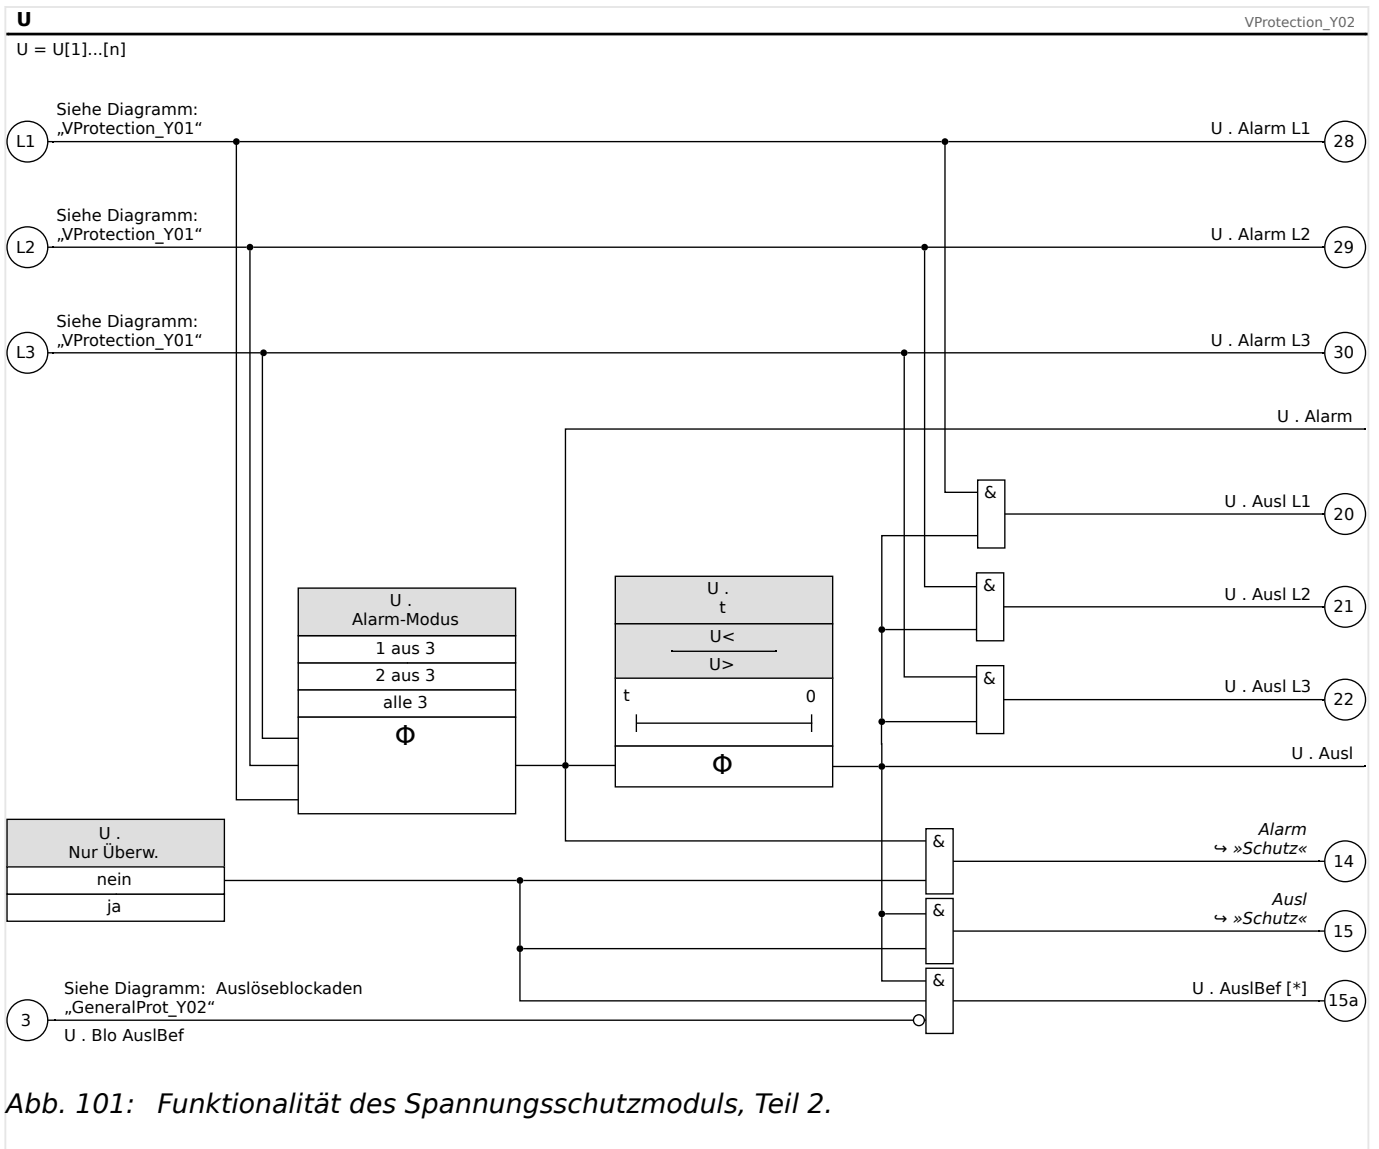 U
VProtection_Y02
U = U[1]...[n]
Siehe Diagramm:
„VProtection_Y01“
L1
U . Alarm L1
28
Siehe Diagramm:
„VProtection_Y01“
L2
U . Alarm L2
29
Siehe Diagramm:
„VProtection_Y01“
L3
U . Alarm L3
30
U . Alarm
&
U . Ausl L1
20
&
U . Ausl L2
21
&
U . Ausl L3
22
U .
Alarm-Modus
1 aus 3
2 aus 3
alle 3
Φ
U .
t
U<
U>
t 0
Φ
U . Ausl
U .
Nur Überw.
nein
ja
&
Alarm
↪ »Schutz«
14
&
Ausl
↪ »Schutz«
15
&
U . AuslBef [*]
15a
Siehe Diagramm: Auslöseblockaden
„GeneralProt_Y02“
3
U . Blo AuslBef
Abb. 101: Funktionalität des Spannungsschutzmoduls, Teil 2.